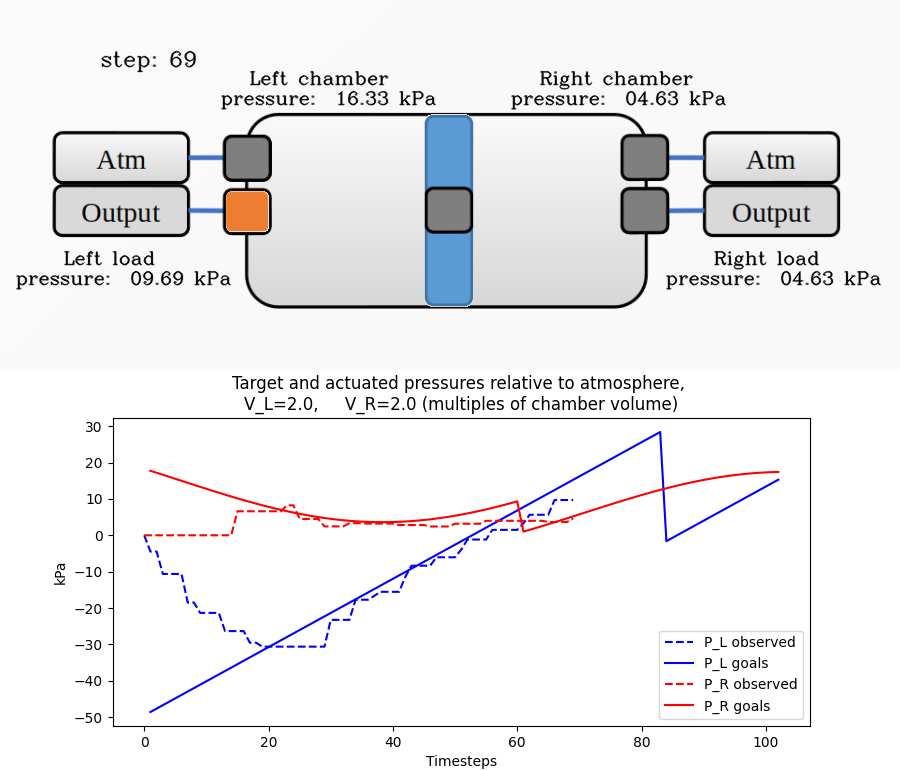 step: 69
Left chamber
pressure: 16.33 kPa
Right chamber
pressure: 04.63 kPa
Atm
Output
Atm
Output
Left load
pressure: 09.69 kPa
Right load
pressure: 04.63 kPa
Target and actuated pressures relative to atmosphere,
V_L=2.0, V_R=2.0 (multiples of chamber volume)
30
20
10
0
−10
−20
−30
−40
−50
kPa
0 20 40 60 80 100
Timesteps
P_L observed
P_L goals
P_R observed
P_R goals